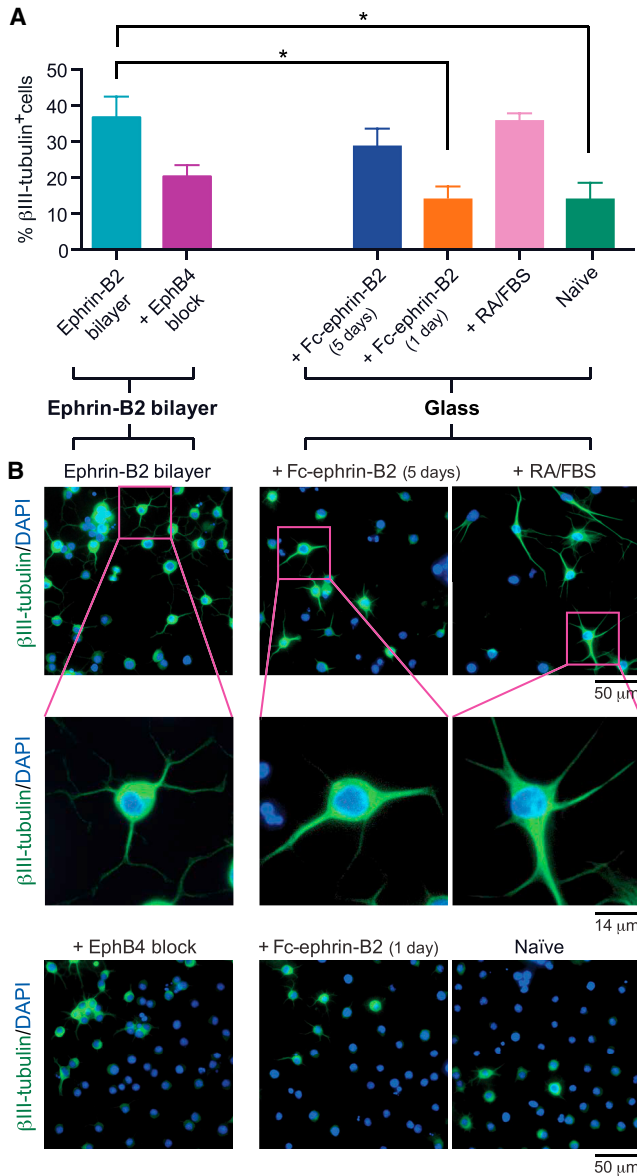 A
*
*
% βIII-tubulin⁺cells
50
40
30
20
10
0
Ephrin-B2
bilayer
+ EphB4
block
+ Fc-ephrin-B2
(5 days)
+ Fc-ephrin-B2
(1 day)
+ RA/FBS
Naïve
Ephrin-B2 bilayer
Glass
B
Ephrin-B2 bilayer
+ Fc-ephrin-B2 (5 days)
+ RA/FBS
βIII-tubulin/DAPI
50 μm
βIII-tubulin/DAPI
14 μm
+ EphB4 block
+ Fc-ephrin-B2 (1 day)
Naïve
βIII-tubulin/DAPI
50 μm